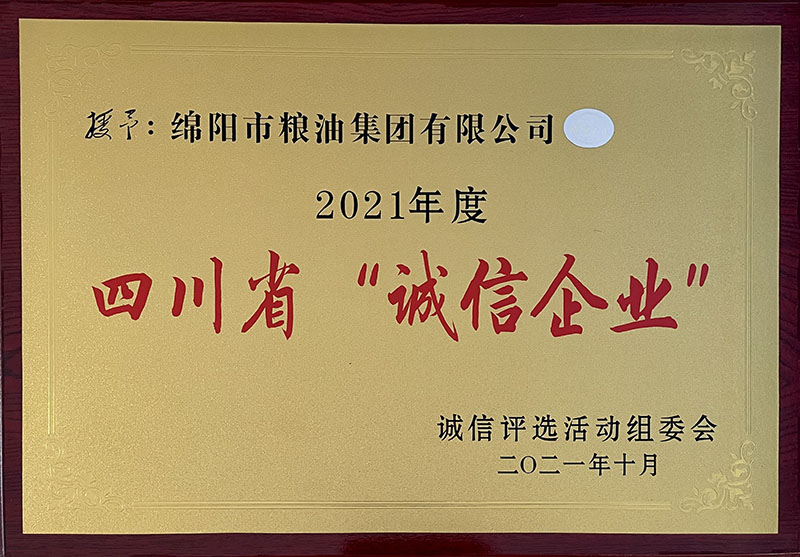 授予：绵阳市粮油集团有限公司
2021年度
四川省“诚信企业”
诚信评选活动组委会
二〇二一年十月